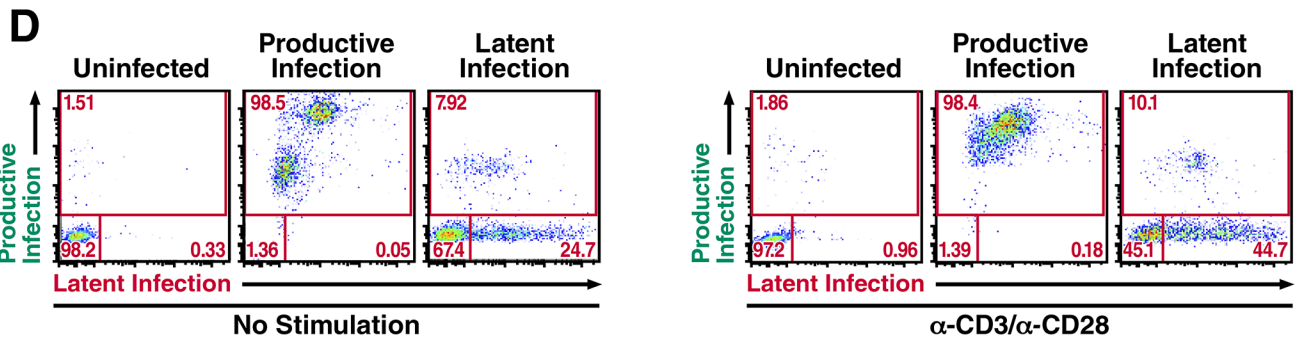 D
Uninfected
Productive
Infection
Latent
Infection
Productive
Infection
1.51
98.2
0.33
98.5
1.36
0.05
7.92
67.4
24.7
Latent Infection
No Stimulation
Uninfected
Productive
Infection
Latent
Infection
Productive
Infection
1.86
97.2
0.96
98.4
1.39
0.18
10.1
45.1
44.7
Latent Infection
α-CD3/α-CD28